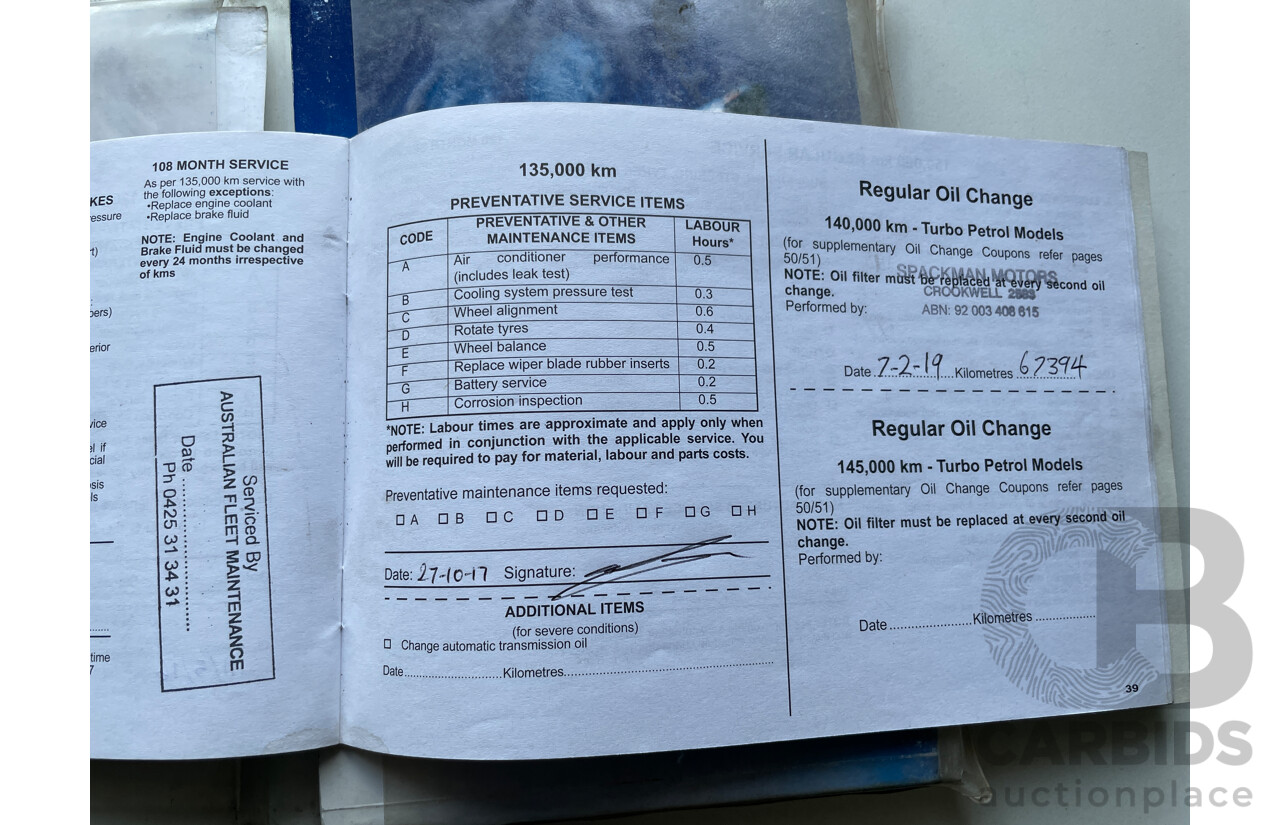 KES
essure
t)
:
bers)
erior
vice
el if
cial
sis
ls
time
7
108 MONTH SERVICE
As per 135,000 km service with
the following exceptions:
•Replace engine coolant
•Replace brake fluid
NOTE: Engine Coolant and
Brake Fluid must be changed
every 24 months irrespective
of kms
Serviced By
AUSTRALIAN FLEET MAINTENANCE
Date ................................
Ph 0425 31 34 31
135,000 km
PREVENTATIVE SERVICE ITEMS
CODE PREVENTATIVE & OTHER MAINTENANCE ITEMS LABOUR Hours*
A Air conditioner performance (includes leak test) 0.5
B Cooling system pressure test 0.3
C Wheel alignment 0.6
D Rotate tyres 0.4
E Wheel balance 0.5
F Replace wiper blade rubber inserts 0.2
G Battery service 0.2
H Corrosion inspection 0.5
*NOTE: Labour times are approximate and apply only when
performed in conjunction with the applicable service. You
will be required to pay for material, labour and parts costs.
Preventative maintenance items requested:
☐ A ☐ B ☐ C ☐ D ☐ E ☐ F ☐ G ☐ H
Date: 27-10-17 Signature:
ADDITIONAL ITEMS
(for severe conditions)
☐ Change automatic transmission oil
Date..............................Kilometres..............................................................
Regular Oil Change
140,000 km - Turbo Petrol Models
(for supplementary Oil Change Coupons refer pages
50/51)
SPACKMAN MOTORS
NOTE: Oil filter must be replaced at every second oil
change.
CROOKWELL 2583
Performed by:
ABN: 92 003 408 615
Date 7-2-19 Kilometres 67394
Regular Oil Change
145,000 km - Turbo Petrol Models
(for supplementary Oil Change Coupons refer pages
50/51)
NOTE: Oil filter must be replaced at every second oil
change.
Performed by:
Date ........................Kilometres .................
39
CB
CARBIDS
auctionplace